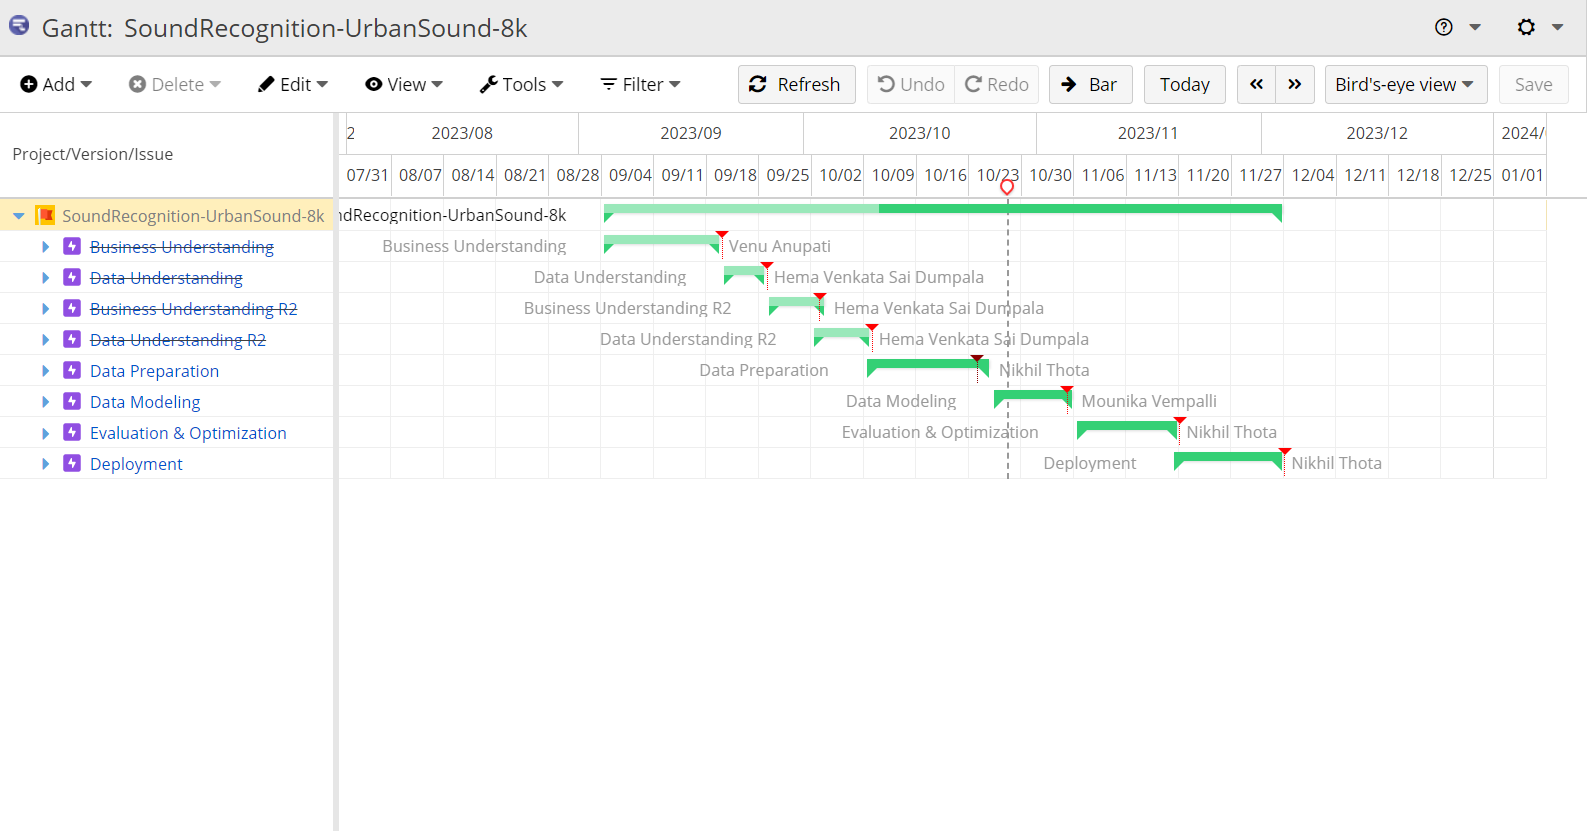 Gantt: SoundRecognition-UrbanSound-8k
Add Delete Edit View Tools Filter Refresh Undo Redo Bar Today Bird's-eye view Save
Project/Version/Issue
2 2023/08 2023/09 2023/10 2023/11 2023/12 2024/
07/31 08/07 08/14 08/21 08/28 09/04 09/11 09/18 09/25 10/02 10/09 10/16 10/23 10/30 11/06 11/13 11/20 11/27 12/04 12/11 12/18 12/25 01/01
SoundRecognition-UrbanSound-8k ndRecognition-UrbanSound-8k
Business Understanding Business Understanding Venu Anupati
Data Understanding Data Understanding Hema Venkata Sai Dumpala
Business Understanding R2 Business Understanding R2 Hema Venkata Sai Dumpala
Data Understanding R2 Data Understanding R2 Hema Venkata Sai Dumpala
Data Preparation Data Preparation Nikhil Thota
Data Modeling Data Modeling Mounika Vempalli
Evaluation & Optimization Evaluation & Optimization Nikhil Thota
Deployment Deployment Nikhil Thota